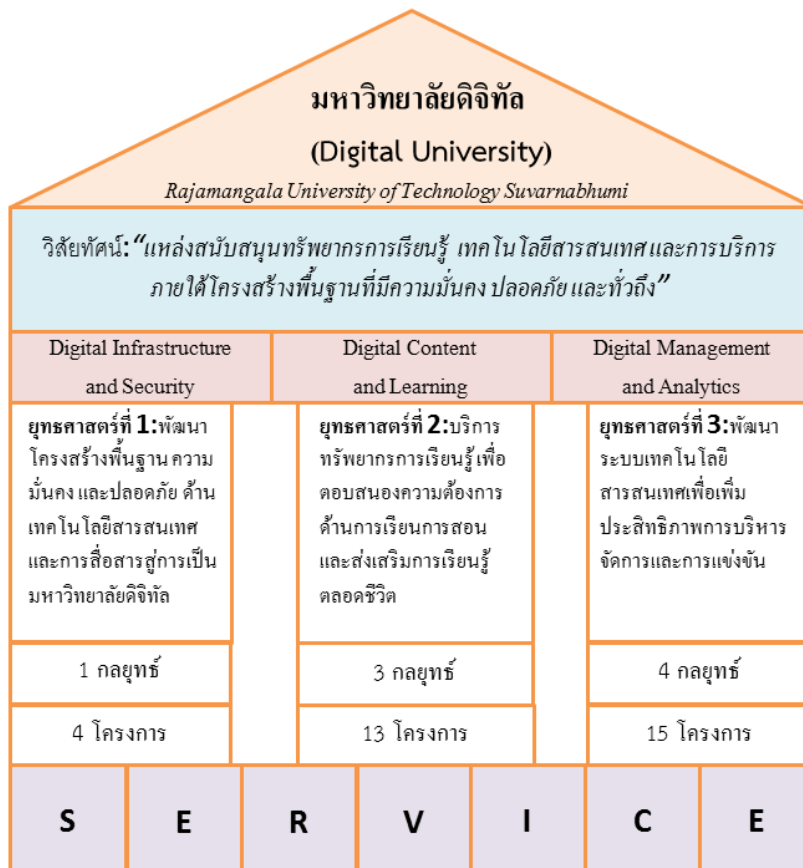 มหาวิทยาลัยดิจิทัล
(Digital University)
Rajamangala University of Technology Suvarnabhumi
วิสัยทัศน์:“แหล่งสนับสนุนทรัพยากรการเรียนรู้ เทคโนโลยีสารสนเทศ และการบริการ
ภายใต้โครงสร้างพื้นฐานที่มีความมั่นคง ปลอดภัย และทั่วถึง”
Digital Infrastructure
and Security
Digital Content
and Learning
Digital Management
and Analytics
ยุทธศาสตร์ที่ 1:พัฒนา
โครงสร้างพื้นฐาน ความ
มั่นคง และปลอดภัย ด้าน
เทคโนโลยีสารสนเทศ
และการสื่อสารสู่การเป็น
มหาวิทยาลัยดิจิทัล
ยุทธศาสตร์ที่ 2:บริการ
ทรัพยากรการเรียนรู้ เพื่อ
ตอบสนองความต้องการ
ด้านการเรียนการสอน
และส่งเสริมการเรียนรู้
ตลอดชีวิต
ยุทธศาสตร์ที่ 3:พัฒนา
ระบบเทคโนโลยี
สารสนเทศเพื่อเพิ่ม
ประสิทธิภาพการบริหาร
จัดการและการแข่งขัน
1 กลยุทธ์
3 กลยุทธ์
4 กลยุทธ์
4 โครงการ
13 โครงการ
15 โครงการ
S E R V I C E